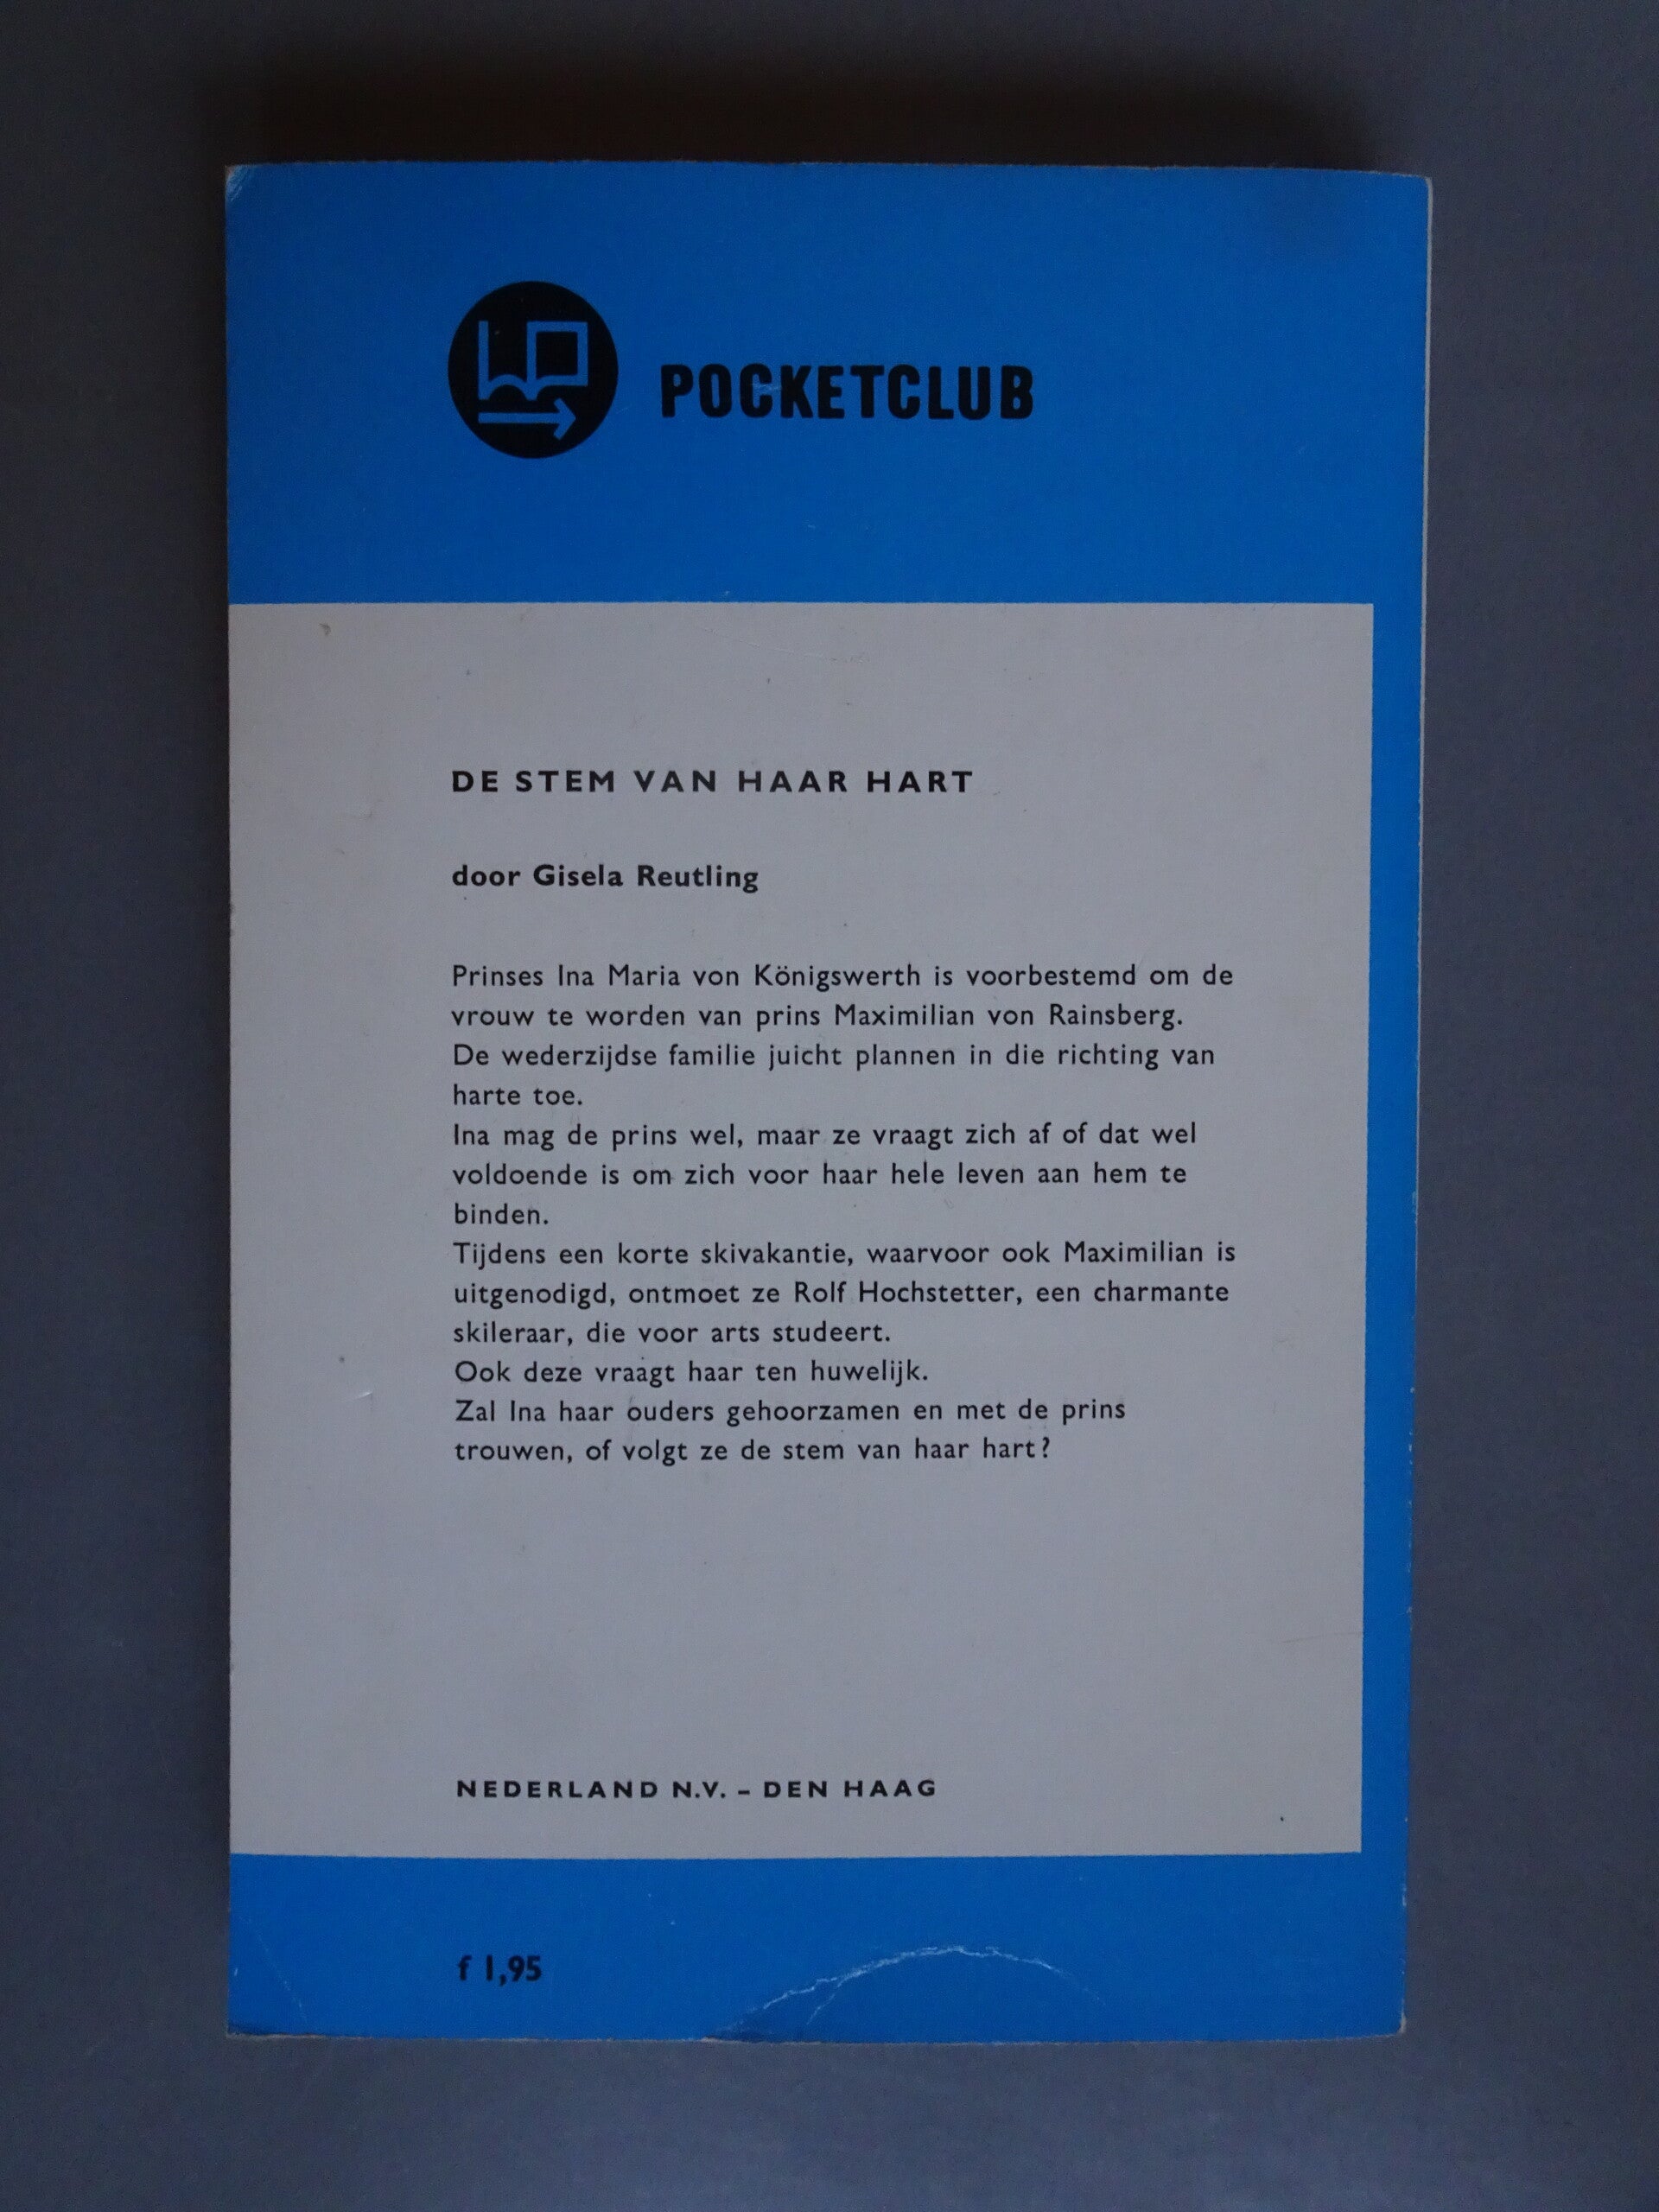 POCKETCLUB
DE STEM VAN HAAR HART
door Gisela Reutling
Prinses Ina Maria von Königswerth is voorbestemd om de
vrouw te worden van prins Maximilian von Rainsberg.
De wederzijdse familie juicht plannen in die richting van
harte toe.
Ina mag de prins wel, maar ze vraagt zich af of dat wel
voldoende is om zich voor haar hele leven aan hem te
binden.
Tijdens een korte skivakantie, waarvoor ook Maximilian is
uitgenodigd, ontmoet ze Rolf Hochstetter, een charmante
skileraar, die voor arts studeert.
Ook deze vraagt haar ten huwelijk.
Zal Ina haar ouders gehoorzamen en met de prins
trouwen, of volgt ze de stem van haar hart?
NEDERLAND N.V. – DEN HAAG
f 1,95